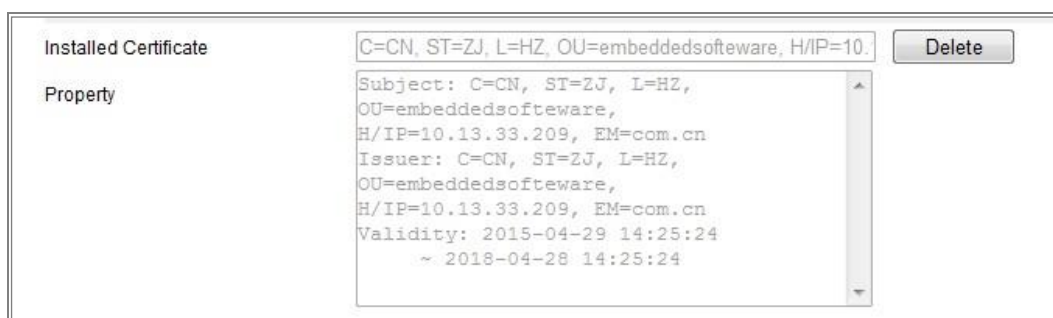 Installed Certificate
C=CN, ST=ZJ, L=HZ, OU=embeddedsofteware, H/IP=10.
Delete
Property
Subject: C=CN, ST=ZJ, L=HZ,
OU=embeddedsofteware,
H/IP=10.13.33.209, EM=com.cn
Issuer: C=CN, ST=ZJ, L=HZ,
OU=embeddedsofteware,
H/IP=10.13.33.209, EM=com.cn
Validity: 2015-04-29 14:25:24
~ 2018-04-28 14:25:24